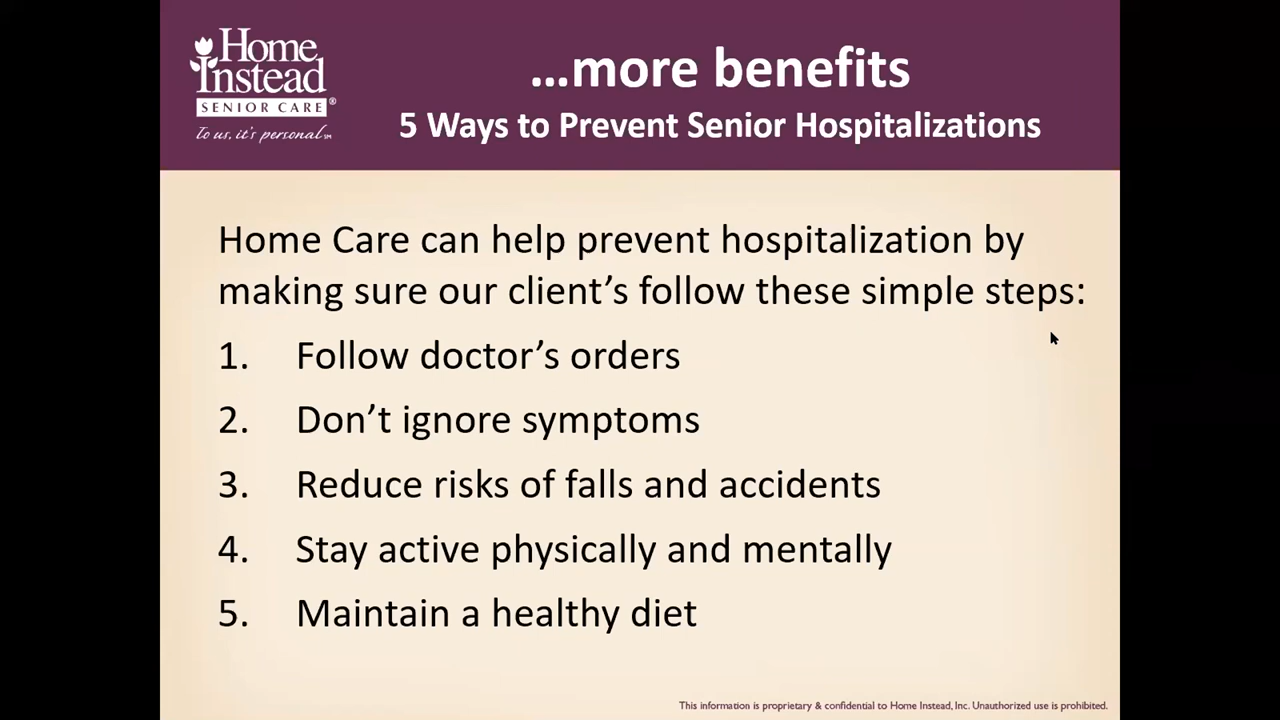 Home
Instead
SENIOR CARE®
To us, it's personal.℠
...more benefits
5 Ways to Prevent Senior Hospitalizations
Home Care can help prevent hospitalization by
making sure our client's follow these simple steps:
1. Follow doctor's orders
2. Don't ignore symptoms
3. Reduce risks of falls and accidents
4. Stay active physically and mentally
5. Maintain a healthy diet
This information is proprietary & confidential to Home Instead, Inc. Unauthorized use is prohibited.